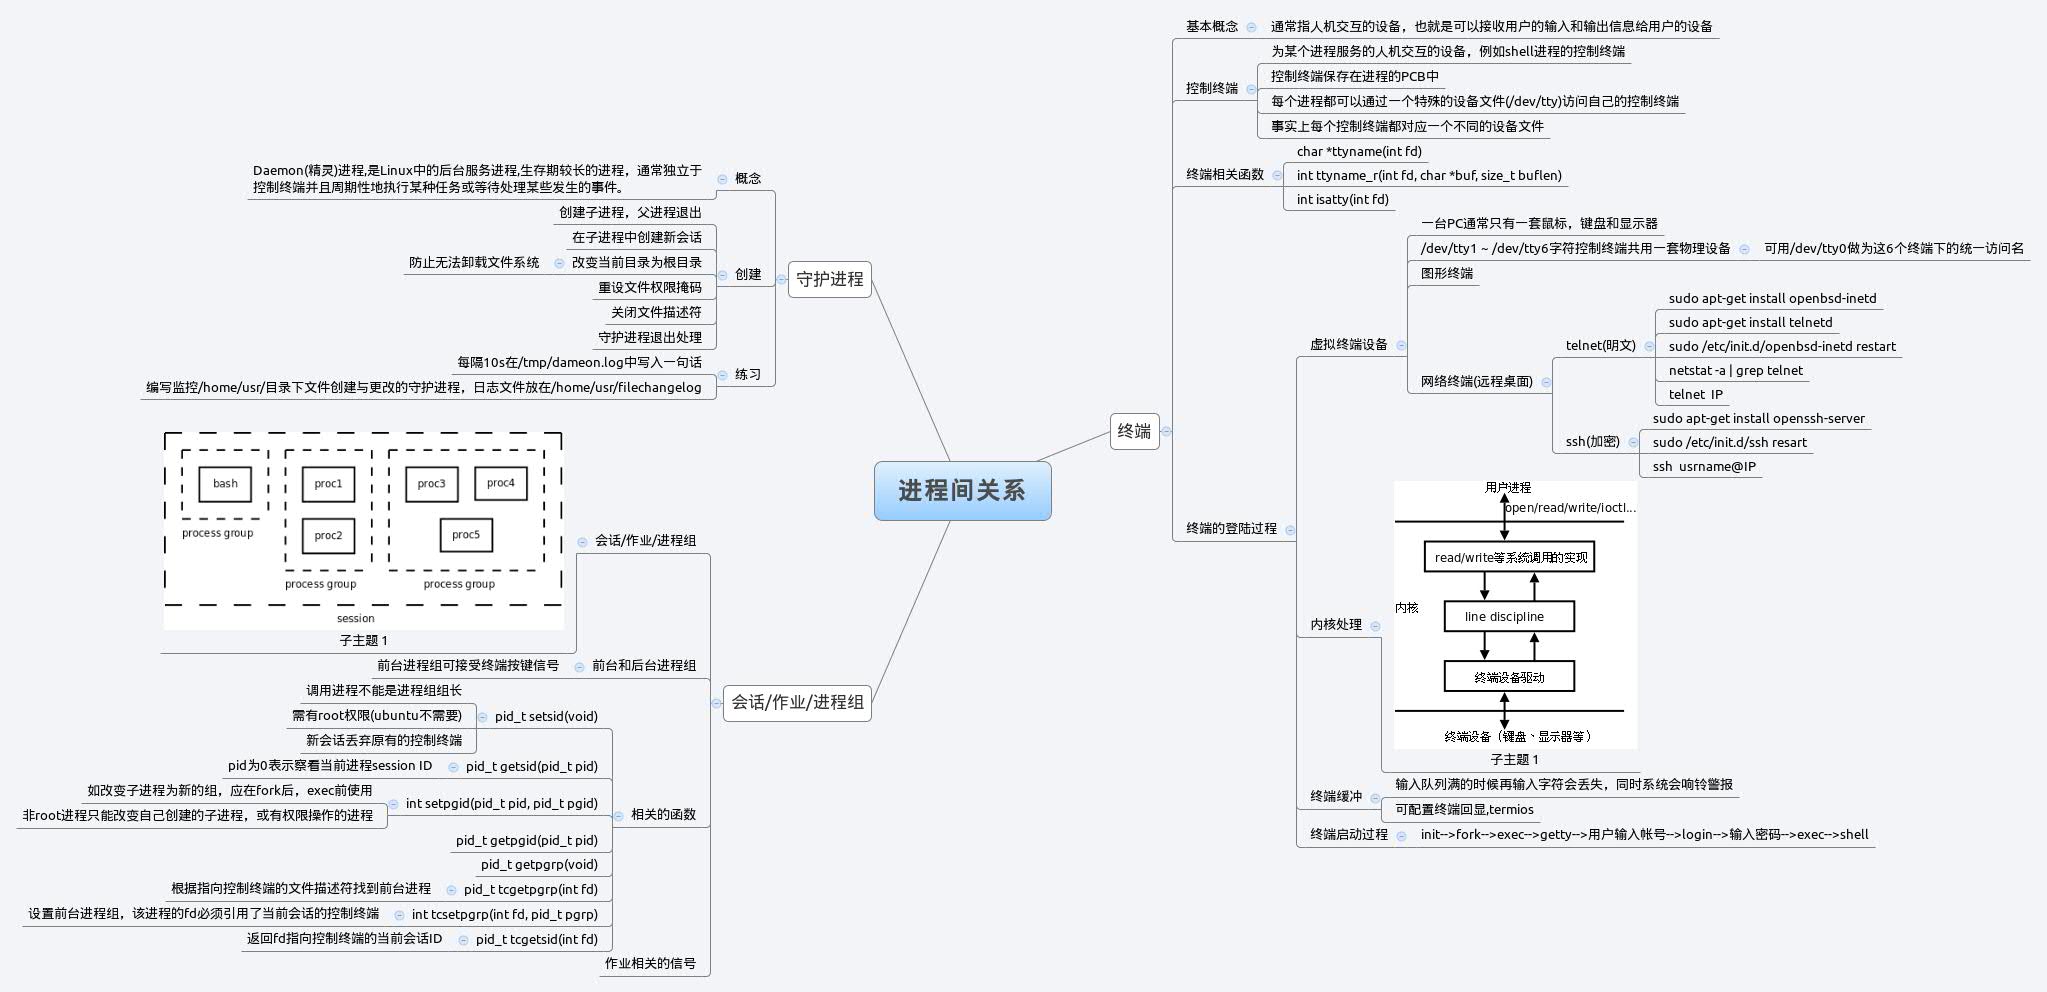 进程间关系
终端
基本概念
通常指人机交互的设备，也就是可以接收用户的输入和输出信息给用户的设备
控制终端
为某个进程服务的人机交互的设备，例如shell进程的控制终端
控制终端保存在进程的PCB中
每个进程都可以通过一个特殊的设备文件(/dev/tty)访问自己的控制终端
事实上每个控制终端都对应一个不同的设备文件
终端相关函数
char *ttyname(int fd)
int ttyname_r(int fd, char *buf, size_t buflen)
int isatty(int fd)
终端的登陆过程
虚拟终端设备
一台PC通常只有一套鼠标，键盘和显示器
/dev/tty1 ~ /dev/tty6字符控制终端共用一套物理设备
可用/dev/tty0做为这6个终端下的统一访问名
图形终端
网络终端(远程桌面)
telnet(明文)
sudo apt-get install openbsd-inetd
sudo apt-get install telnetd
sudo /etc/init.d/openbsd-inetd restart
netstat -a | grep telnet
telnet  IP
ssh(加密)
sudo apt-get install openssh-server
sudo /etc/init.d/ssh resart
ssh  usrname@IP
内核处理
用户进程
open/read/write/ioctl...
read/write等系统调用的实现
内核
line discipline
终端设备驱动
终端设备（键盘、显示器等）
子主题 1
终端缓冲
输入队列满的时候再输入字符会丢失，同时系统会响铃警报
可配置终端回显,termios
终端启动过程
init-->fork-->exec-->getty-->用户输入帐号-->login-->输入密码-->exec-->shell
守护进程
概念
Daemon(精灵)进程,是Linux中的后台服务进程,生存期较长的进程，通常独立于
控制终端并且周期性地执行某种任务或等待处理某些发生的事件。
创建
创建子进程，父进程退出
在子进程中创建新会话
改变当前目录为根目录
防止无法卸载文件系统
重设文件权限掩码
关闭文件描述符
守护进程退出处理
练习
每隔10s在/tmp/dameon.log中写入一句话
编写监控/home/usr/目录下文件创建与更改的守护进程，日志文件放在/home/usr/filechangelog
会话/作业/进程组
会话/作业/进程组
bash
proc1
proc3
proc4
proc2
proc5
process group
process group
process group
session
子主题 1
前台和后台进程组
前台进程组可接受终端按键信号
相关的函数
pid_t setsid(void)
调用进程不能是进程组组长
需有root权限(ubuntu不需要)
新会话丢弃原有的控制终端
pid_t getsid(pid_t pid)
pid为0表示察看当前进程session ID
int setpgid(pid_t pid, pid_t pgid)
如改变子进程为新的组，应在fork后，exec前使用
非root进程只能改变自己创建的子进程，或有权限操作的进程
pid_t getpgid(pid_t pid)
pid_t getpgrp(void)
pid_t tcgetpgrp(int fd)
根据指向控制终端的文件描述符找到前台进程
int tcsetpgrp(int fd, pid_t pgrp)
设置前台进程组，该进程的fd必须引用了当前会话的控制终端
pid_t tcgetsid(int fd)
返回fd指向控制终端的当前会话ID
作业相关的信号